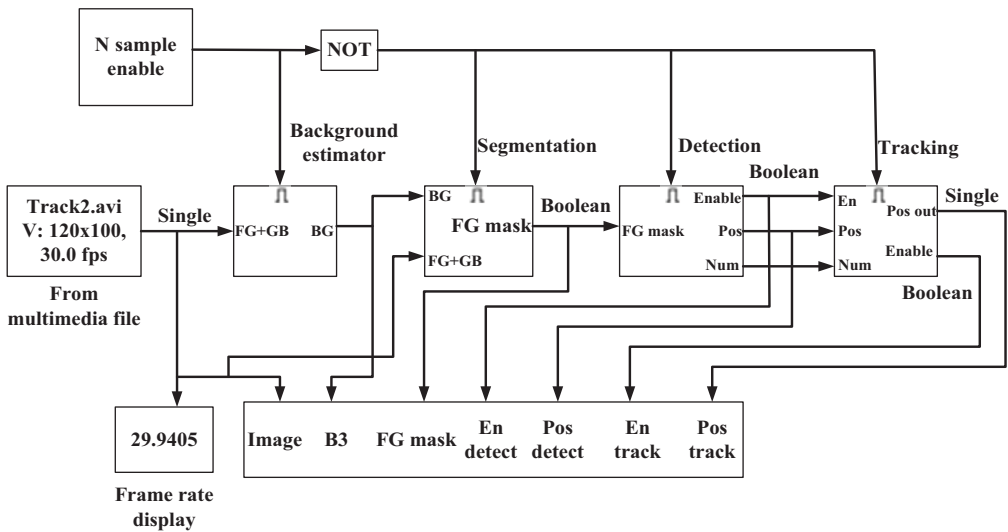 N sample
enable
NOT
Background
estimator
Segmentation
Detection
Tracking
Track2.avi
V: 120x100,
30.0 fps
Single
FG+GB
BG
BG
FG mask
FG+GB
Boolean
FG mask
Enable
Pos
Num
Boolean
En
Pos
Num
Pos out
Enable
Single
Boolean
From
multimedia file
29.9405
Frame rate
display
Image
B3
FG mask
En
detect
Pos
detect
En
track
Pos
track